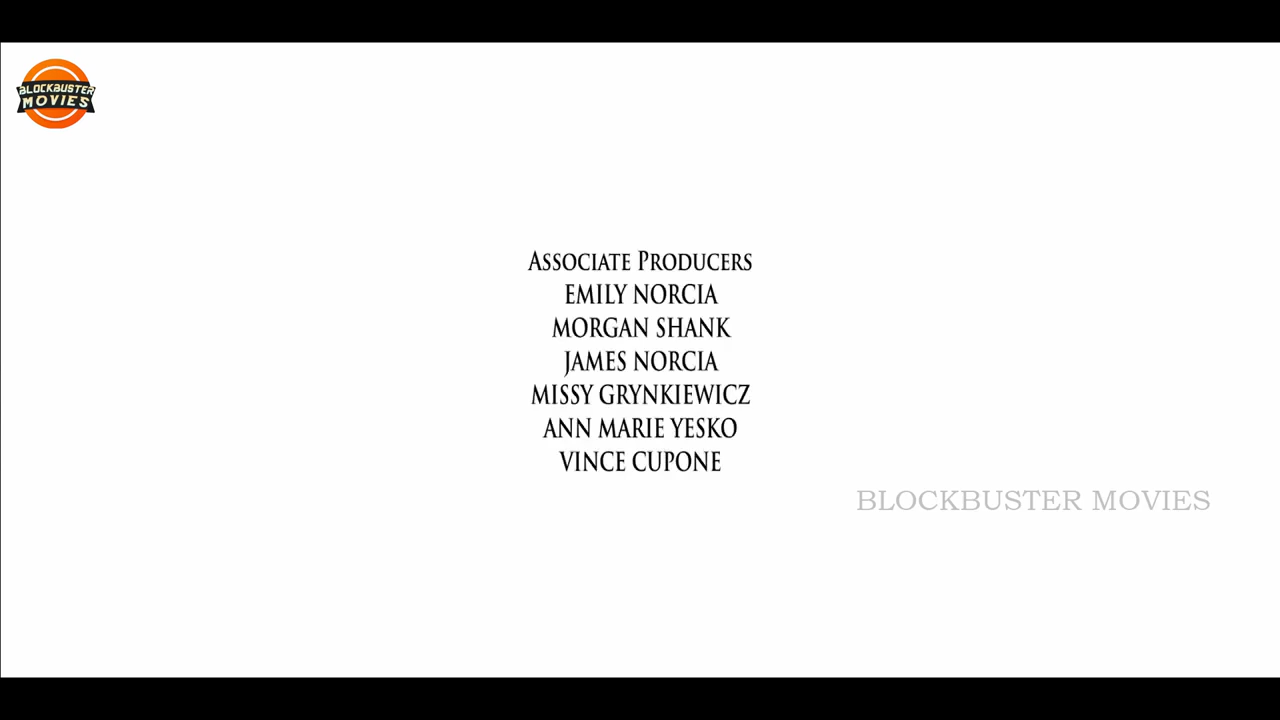 BLOCKBUSTER
MOVIES
Associate Producers
EMILY NORCIA
MORGAN SHANK
JAMES NORCIA
MISSY GRYNKIEWICZ
ANN MARIE YESKO
VINCE CUPONE
BLOCKBUSTER MOVIES